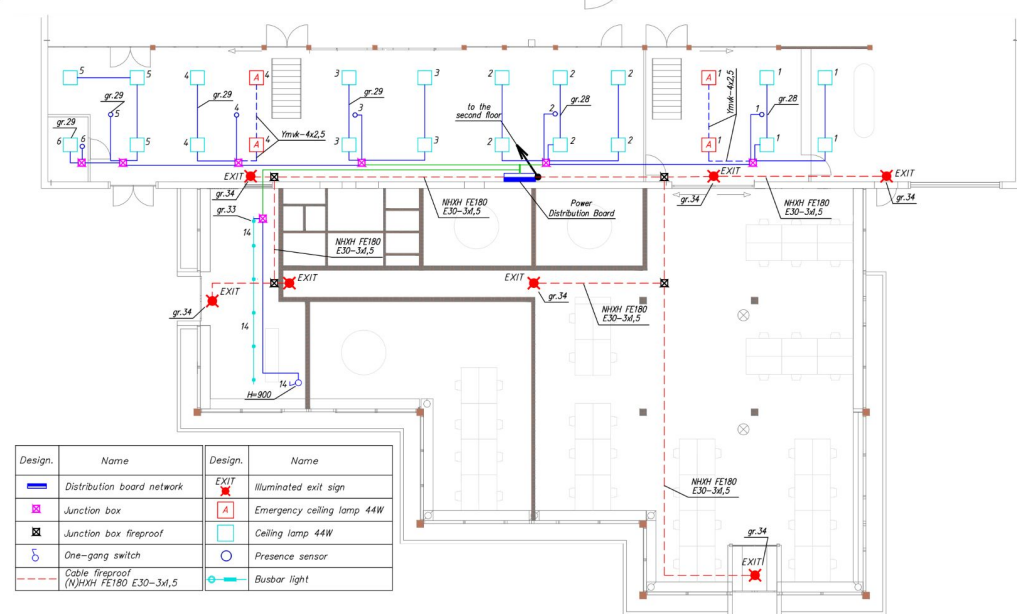 5
5
4
4
3
3
2
2
2
1
1
1
gr.29
gr.29
gr.29
gr.28
gr.28
Ymvk-4x2,5
A
A
5
4
3
2
1
gr.29
to the
second floor
6
6
5
4
A
4
Ymvk-4x2,5
3
3
2
2
2
A
1
1
1
EXIT
EXIT
EXIT
gr.34
gr.33
NHXH FE180
E30-3x1,5
Power
Distribution Board
gr.34
NHXH FE180
E30-3x1,5
gr.34
14
NHXH FE180
E30-3x1,5
EXIT
EXIT
EXIT
gr.34
gr.34
NHXH FE180
E30-3x1,5
14
14
H=900
NHXH FE180
E30-3x1,5
gr.34
EXIT
Design. Name Design. Name
Distribution board network EXIT Illuminated exit sign
Junction box A Emergency ceiling lamp 44W
Junction box fireproof Ceiling lamp 44W
One-gang switch Presence sensor
Cable fireproof
(N)HXH FE180 E30-3x1,5 Busbar light